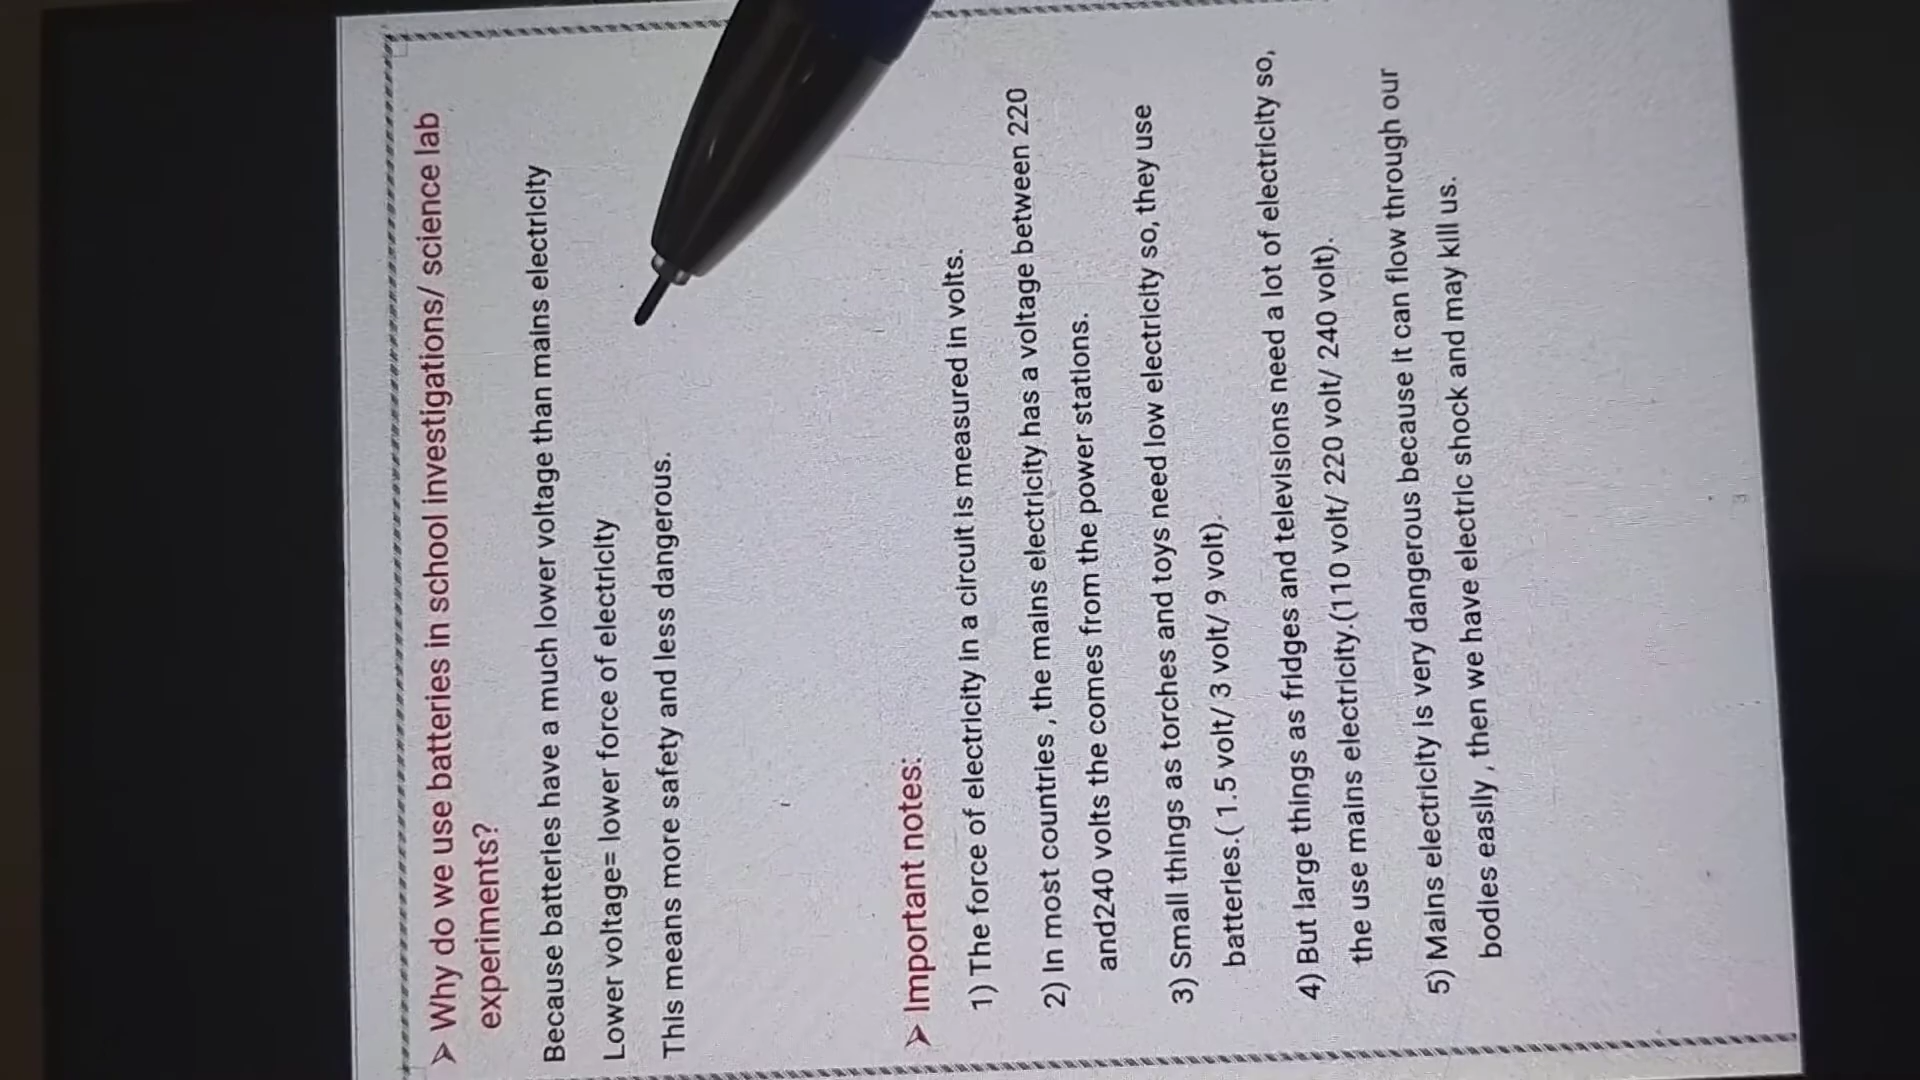 ➤ Why do we use batteries in school investigations/ science lab
experiments?
Because batteries have a much lower voltage than mains electricity
Lower voltage= lower force of electricity
This means more safety and less dangerous.
➤ Important notes:
1) The force of electricity in a circuit is measured in volts.
2) In most countries , the mains electricity has a voltage between 220
and240 volts the comes from the power stations.
3) Small things as torches and toys need low electricity so, they use
batteries.( 1.5 volt/ 3 volt/ 9 volt).
4) But large things as fridges and televisions need a lot of electricity so,
the use mains electricity.(110 volt/ 220 volt/ 240 volt).
5) Mains electricity is very dangerous because it can flow through our
bodies easily , then we have electric shock and may kill us.
3